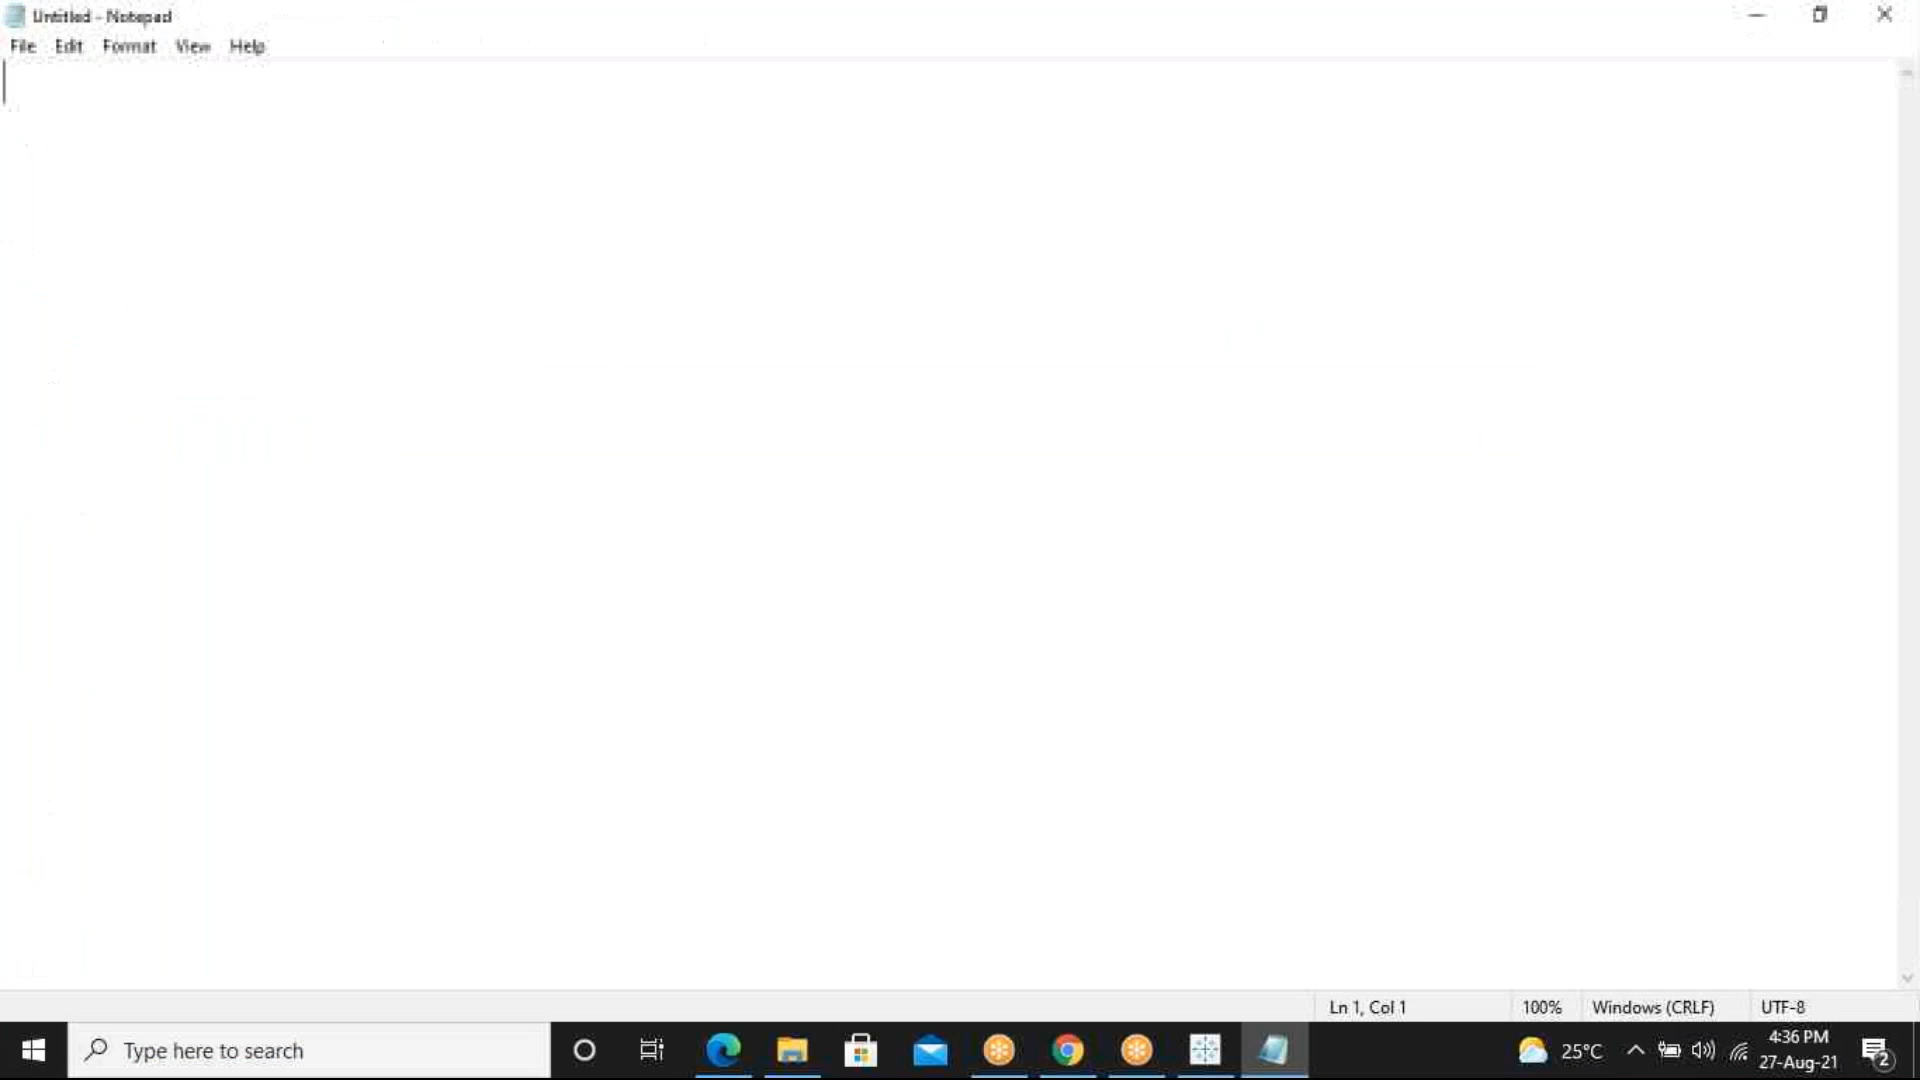 Untitled - Notepad
File Edit Format View Help
Ln 1, Col 1 100% Windows (CRLF) UTF-8
Type here to search
25°C
4:36 PM
27-Aug-21
2